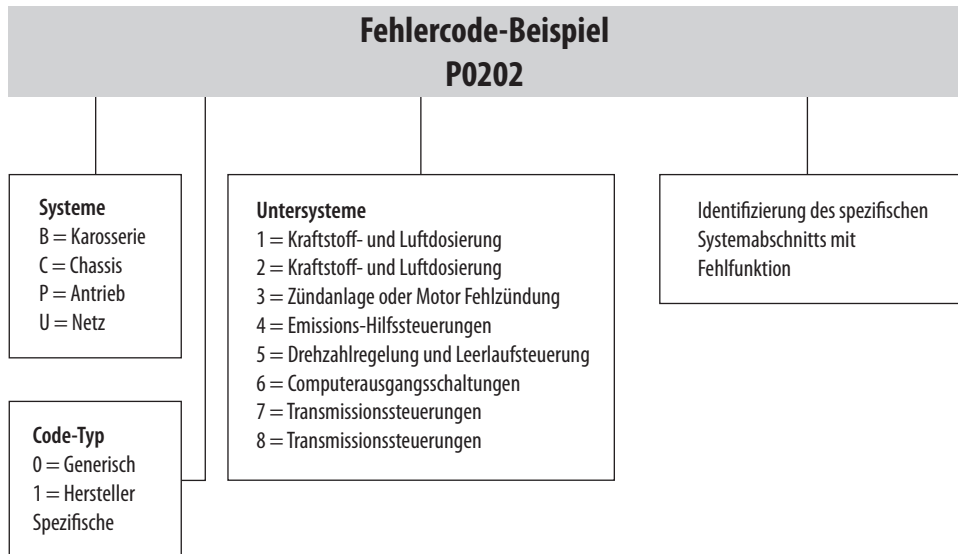 Fehlercode-Beispiel
P0202
Systeme
B = Karosserie
C = Chassis
P = Antrieb
U = Netz
Code-Typ
0 = Generisch
1 = Hersteller
Spezifische
Untersysteme
1 = Kraftstoff- und Luftdosierung
2 = Kraftstoff- und Luftdosierung
3 = Zündanlage oder Motor Fehlzündung
4 = Emissions-Hilfssteuerungen
5 = Drehzahlregelung und Leerlaufsteuerung
6 = Computerausgangsschaltungen
7 = Transmissionssteuerungen
8 = Transmissionssteuerungen
Identifizierung des spezifischen
Systemabschnitts mit
Fehlfunktion